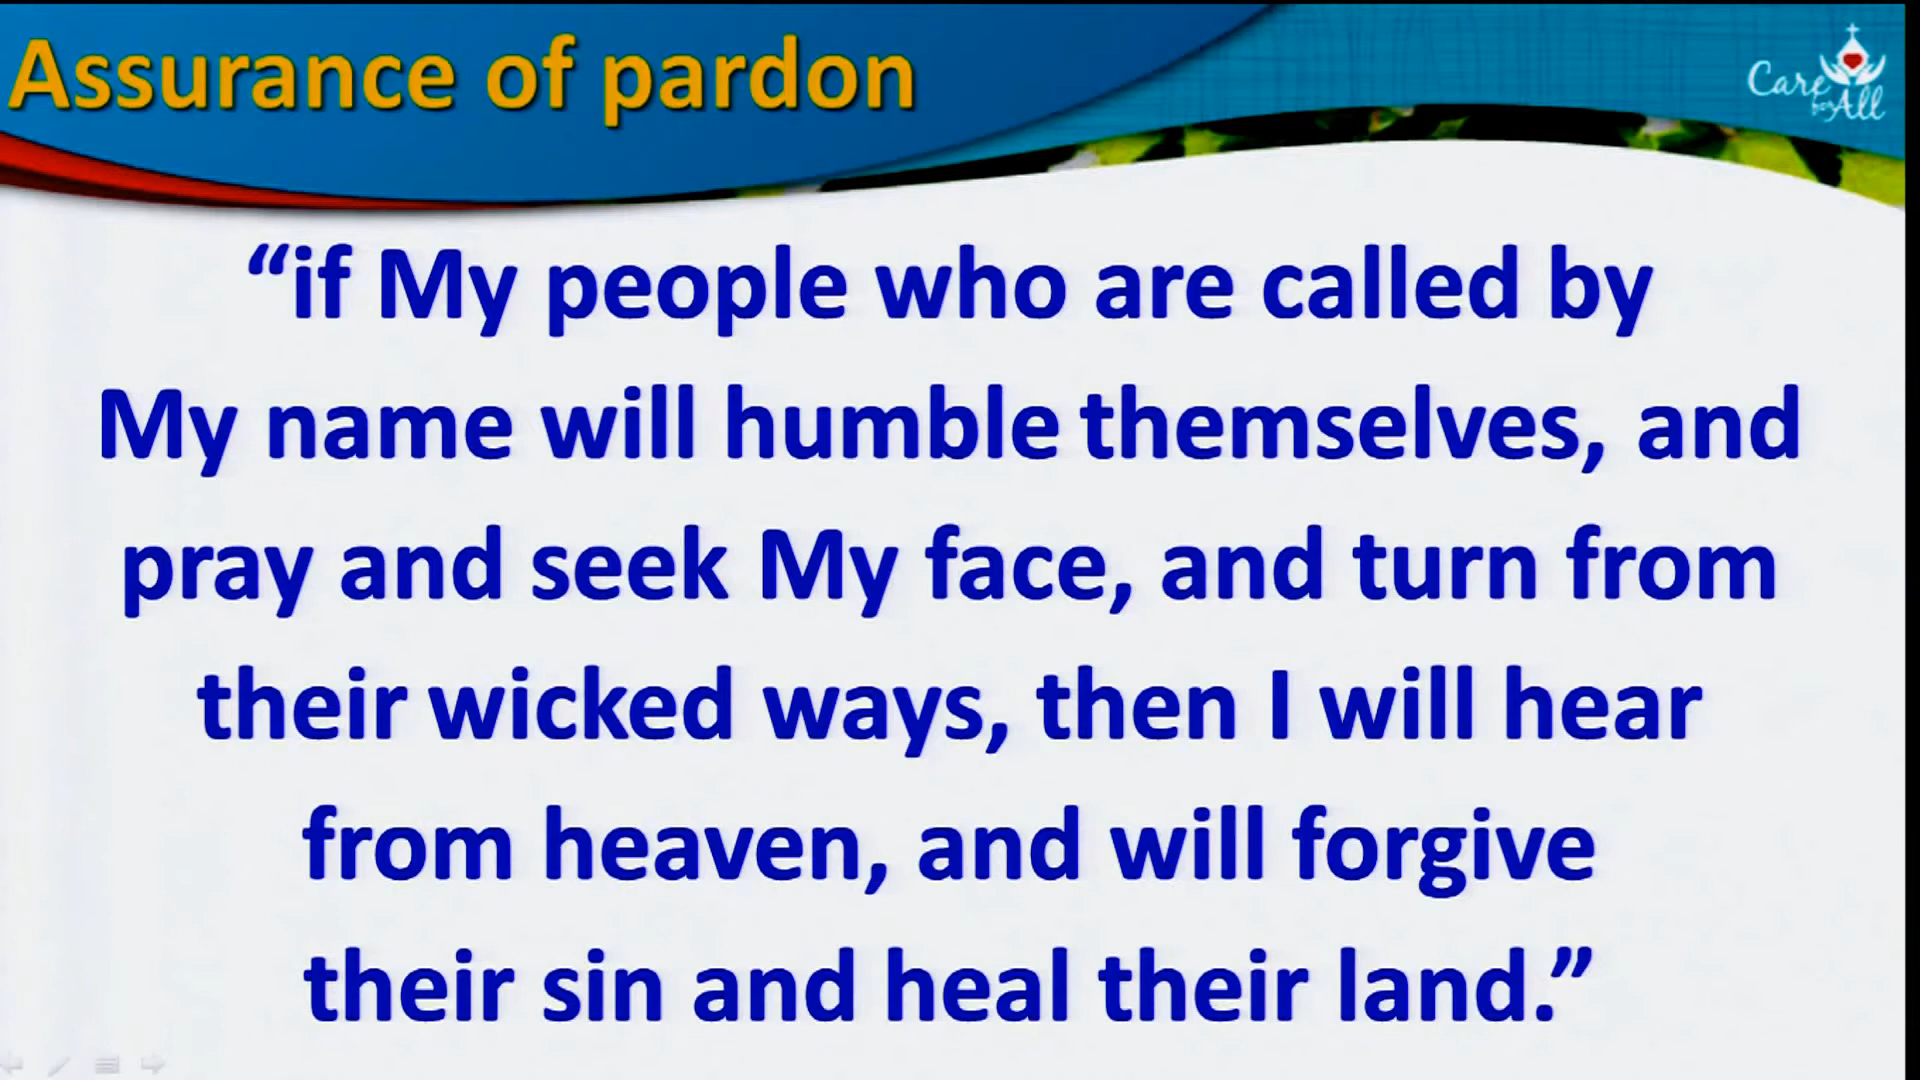 Assurance of pardon
Care
for All
“if My people who are called by
My name will humble themselves, and
pray and seek My face, and turn from
their wicked ways, then I will hear
from heaven, and will forgive
their sin and heal their land.”